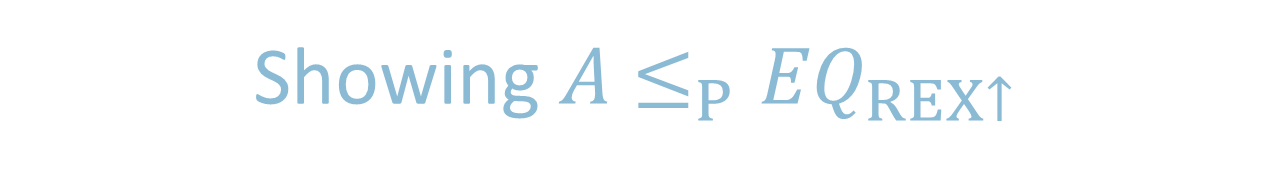 Showing 𝐴 ≤P 𝐸𝑄REX↑